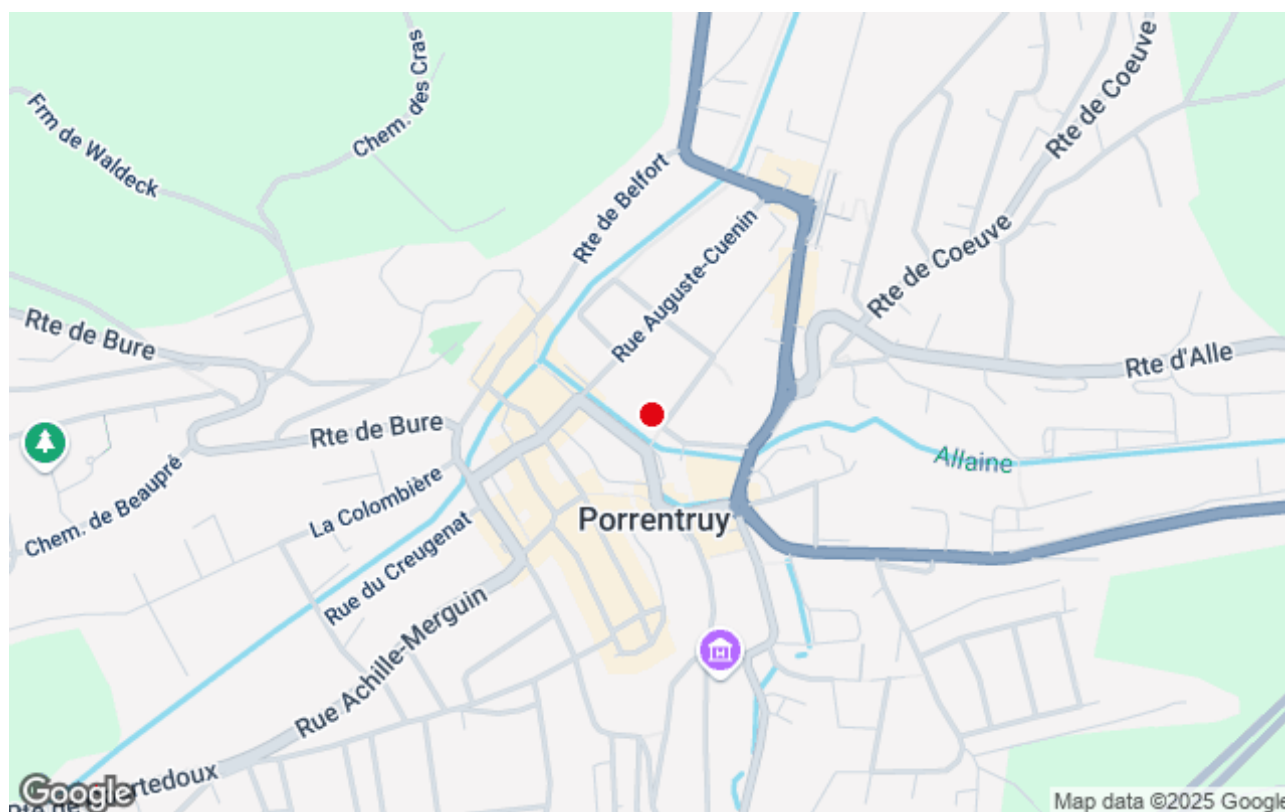 Frm de Waldeck
Chem. des Cras
Rte de Belfort
Rte de Coeuve
Rue Auguste-Cuenin
Rte de Coeuve
Rte de Bure
Rte d'Alle
Rte de Bure
Allaine
Chem. de Beaupré
La Colombière
Porrentruy
Rue du Creugenat
Rue Achille-Merguin
Google
Map data ©2025 Google